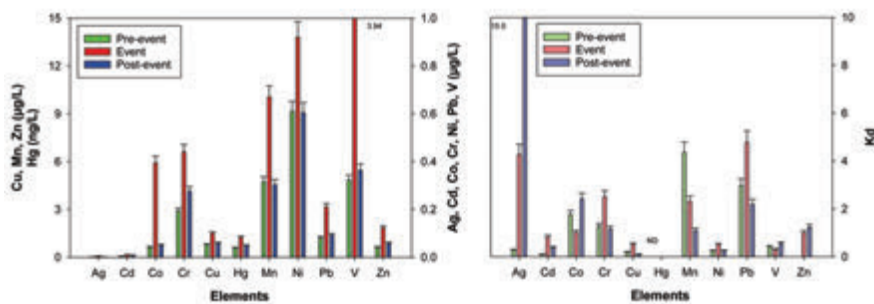 15
12
9
6
3
0
Cu, Mn, Zn (µg/L)
Hg (ng/L)
Pre-event
Event
Post-event
3.94
1.0
0.8
0.6
0.4
0.2
0.0
Ag, Cd, Co, Cr, Ni, Pb, V (µg/L)
Ag Cd Co Cr Cu Hg Mn Ni Pb V Zn
Elements
Pre-event
Event
Post-event
ND
10
8
6
4
2
0
Kd
Ag Cd Co Cr Cu Hg Mn Ni Pb V Zn
Elements